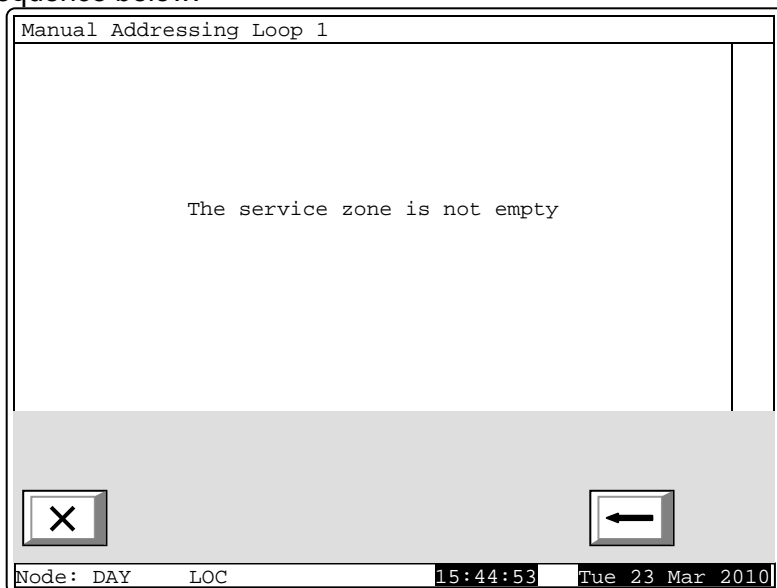 Manual Addressing Loop 1
The service zone is not empty
Node: DAY LOC 15:44:53 Tue 23 Mar 2010